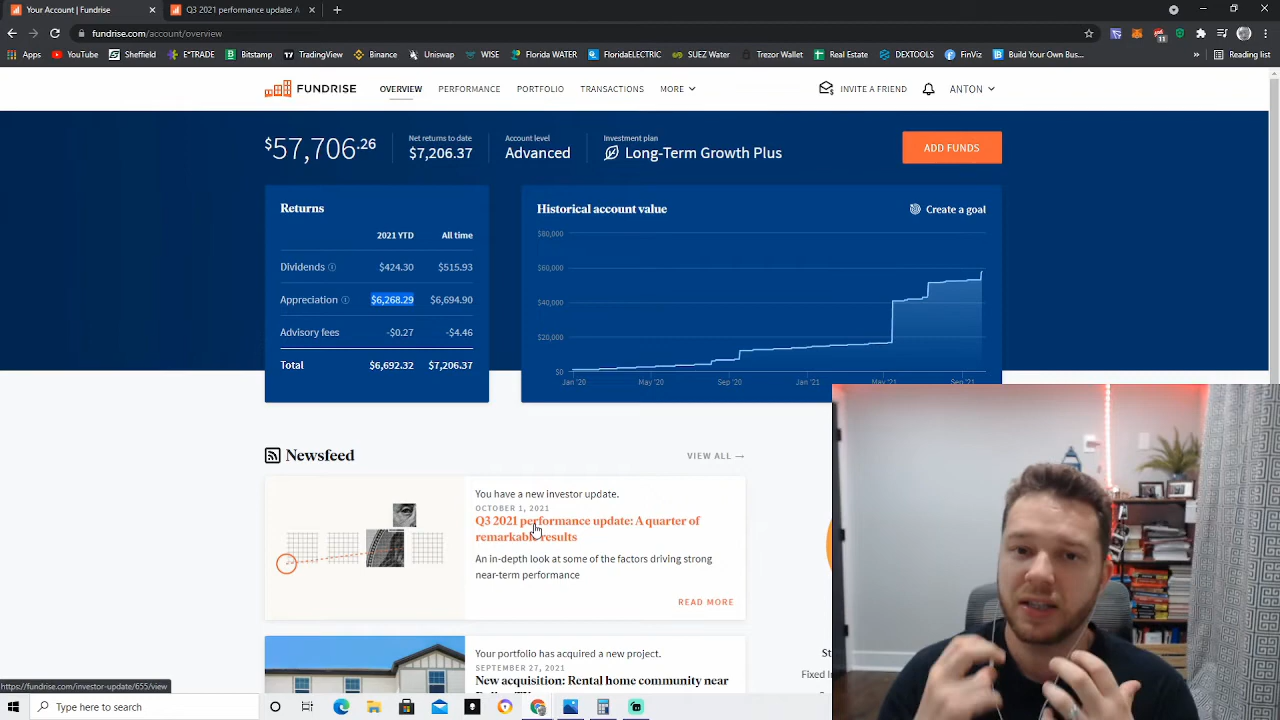 Your Account | Fundrise
Q3 2021 peformance update: A
fundrise.com/account/overview
Apps
YouTube
Sheffield
E*TRADE
Bitstamp
TradingView
Binance
Uniswap
WISE
Florida WATER
FloridaELECTRIC
SUEZ Water
Trezor Wallet
Real Estate
DEXTOOLS
FinViz
Build Your Own Bus...
Reading list
11
FUNDRISE
OVERVIEW
PERFORMANCE
PORTFOLIO
TRANSACTIONS
MORE
INVITE A FRIEND
ANTON
$57,706.26
Net returns to date
$7,206.37
Account level
Advanced
Investment plan
Long-Term Growth Plus
ADD FUNDS
Returns
2021 YTD All time
Dividends $424.30 $515.93
Appreciation $6,268.29 $6,694.90
Advisory fees -$0.27 -$4.46
Total $6,692.32 $7,206.37
Historical account value
Create a goal
$80,000
$60,000
$40,000
$20,000
$0
Jan '20 May '20 Sep '20 Jan '21 May '21 Sep '21
Newsfeed
VIEW ALL →
You have a new investor update.
OCTOBER 1, 2021
Q3 2021 performance update: A quarter of
remarkable results
An in-depth look at some of the factors driving strong
near-term performance
READ MORE
Your portfolio has acquired a new project.
SEPTEMBER 27, 2021
New acquisition: Rental home community near
Fixed In
https://fundrise.com/investor-update/655/view
Type here to search